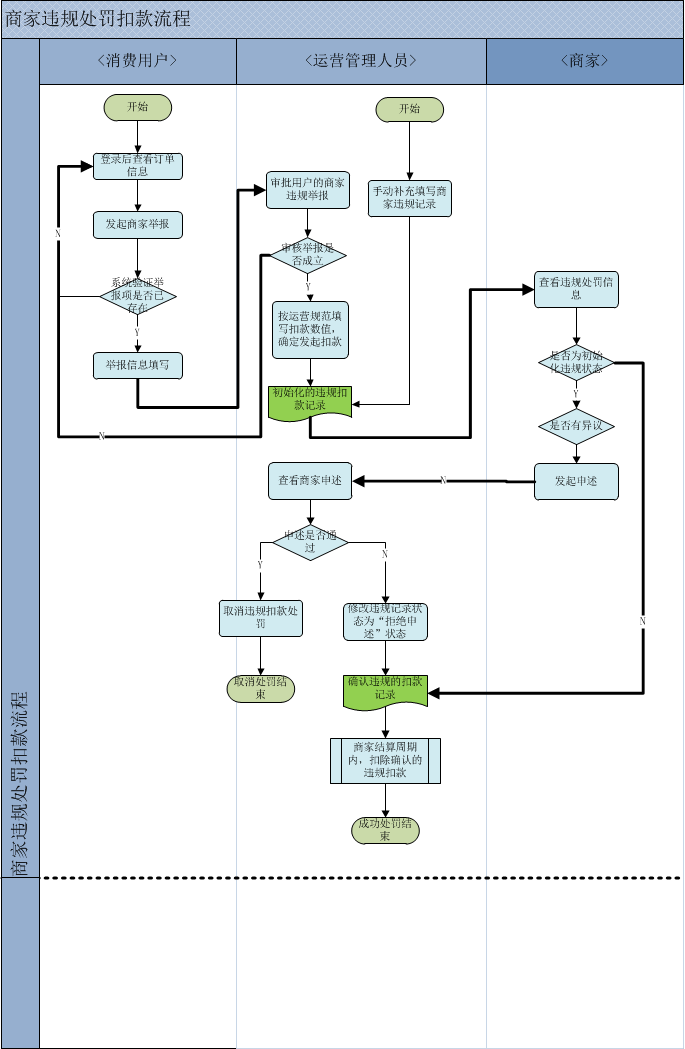 商家违规处罚扣款流程
<消费用户>
<运营管理人员>
<商家>
开始
登录后查看订单
信息
发起商家举报
系统验证举
报项是否已
存在
N
Y
举报信息填写
N
开始
审批用户的商家
违规举报
手动补充填写商
家违规记录
审核举报是
否成立
Y
按运营规范填
写扣款数值,
确定发起扣款
初始化的违规扣
款记录
查看违规处罚信
息
是否为初始
化违规状态
Y
是否有异议
发起申述
N
N
查看商家申述
申述是否通
过
Y
N
取消违规扣款处
罚
修改违规记录状
态为“拒绝申
述”状态
取消处罚结
束
确认违规的扣款
记录
商家结算周期
内，扣除确认的
违规扣款
成功处罚结
束
商家违规处罚扣款流程